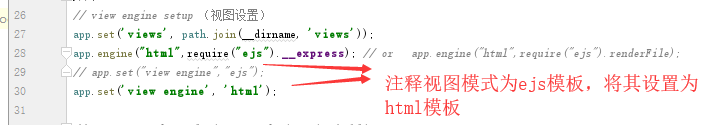 26 // view engine setup （视图设置）
27 app.set('views', path.join(__dirname, 'views'));
28 app.engine("html",require("ejs").__express); // or   app.engine("html",require("ejs").renderFile);
29 // app.set("view engine","ejs");
30 app.set('view engine', 'html');
31
注释视图模式为ejs模板，将其设置为
html模板